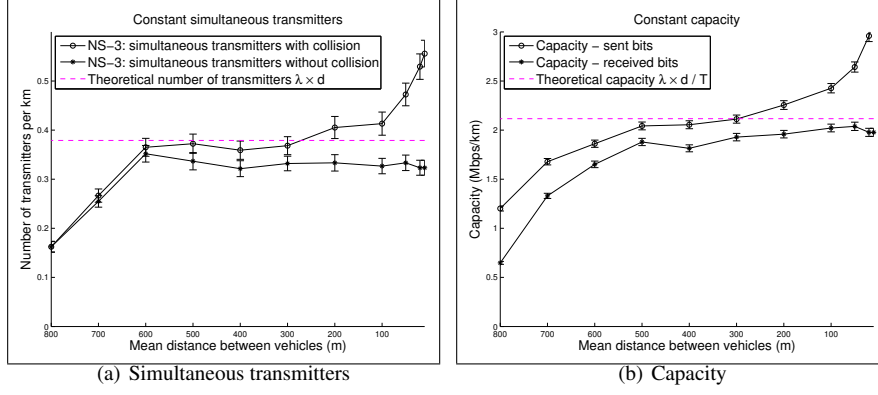 Constant simultaneous transmitters
NS−3: simultaneous transmitters with collision
NS−3: simultaneous transmitters without collision
Theoretical number of transmitters λ × d
Number of transmitters per km
0.5
0.4
0.3
0.2
0.1
0
800 700 600 500 400 300 200 100
Mean distance between vehicles (m)
(a) Simultaneous transmitters
Constant capacity
Capacity − sent bits
Capacity − received bits
Theoretical capacity λ × d / T
Capacity (Mbps/km)
3
2.5
2
1.5
1
0.5
0
800 700 600 500 400 300 200 100
Mean distance between vehicles (m)
(b) Capacity